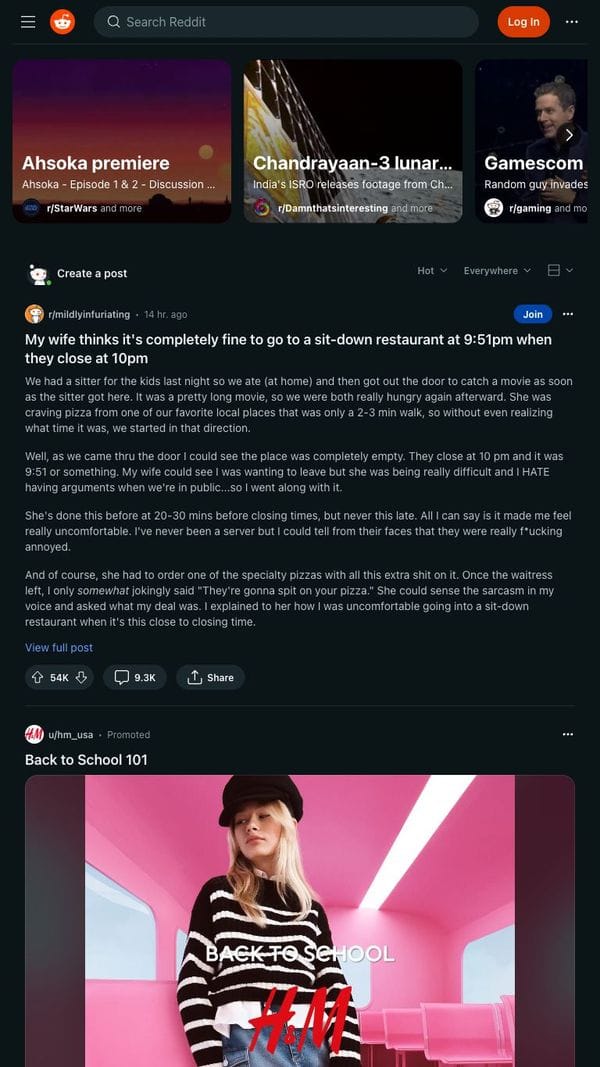 Search Reddit
Log In
Ahsoka premiere
Ahsoka - Episode 1 & 2 - Discussion ...
r/StarWars and more
Chandrayaan-3 lunar...
India's ISRO releases footage from Ch...
r/Damnthatsinteresting and more
Gamescom
Random guy invades
r/gaming and mo
Create a post
Hot
Everywhere
r/mildlyinfuriating · 14 hr. ago
Join
My wife thinks it's completely fine to go to a sit-down restaurant at 9:51pm when
they close at 10pm
We had a sitter for the kids last night so we ate (at home) and then got out the door to catch a movie as soon
as the sitter got here. It was a pretty long movie, so we were both really hungry again afterward. She was
craving pizza from one of our favorite local places that was only a 2-3 min walk, so without even realizing
what time it was, we started in that direction.
Well, as we came thru the door I could see the place was completely empty. They close at 10 pm and it was
9:51 or something. My wife could see I was wanting to leave but she was being really difficult and I HATE
having arguments when we're in public...so I went along with it.
She's done this before at 20-30 mins before closing times, but never this late. All I can say is it made me feel
really uncomfortable. I've never been a server but I could tell from their faces that they were really f*ucking
annoyed.
And of course, she had to order one of the specialty pizzas with all this extra shit on it. Once the waitress
left, I only somewhat jokingly said "They're gonna spit on your pizza." She could sense the sarcasm in my
voice and asked what my deal was. I explained to her how I was uncomfortable going into a sit-down
restaurant when it's this close to closing time.
View full post
54K
9.3K
Share
H&M
u/hm_usa · Promoted
Back to School 101
BACK TO SCHOOL
H&M